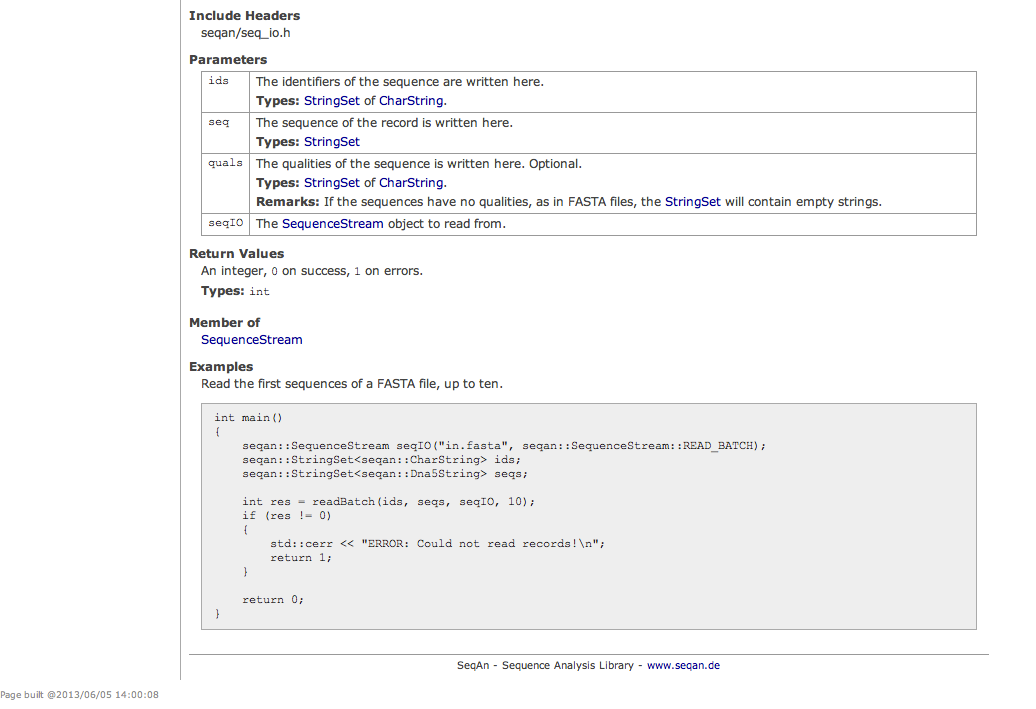 Include Headers
seqan/seq_io.h
Parameters
ids The identifiers of the sequence are written here.
Types: StringSet of CharString.
seq The sequence of the record is written here.
Types: StringSet
quals The qualities of the sequence is written here. Optional.
Types: StringSet of CharString.
Remarks: If the sequences have no qualities, as in FASTA files, the StringSet will contain empty strings.
seqIO The SequenceStream object to read from.
Return Values
An integer, 0 on success, 1 on errors.
Types: int
Member of
SequenceStream
Examples
Read the first sequences of a FASTA file, up to ten.
int main()
{
    seqan::SequenceStream seqIO("in.fasta", seqan::SequenceStream::READ_BATCH);
    seqan::StringSet<seqan::CharString> ids;
    seqan::StringSet<seqan::Dna5String> seqs;
    int res = readBatch(ids, seqs, seqIO, 10);
    if (res != 0)
    {
        std::cerr << "ERROR: Could not read records!\n";
        return 1;
    }
    return 0;
}
SeqAn - Sequence Analysis Library - www.seqan.de
Page built @2013/06/05 14:00:08